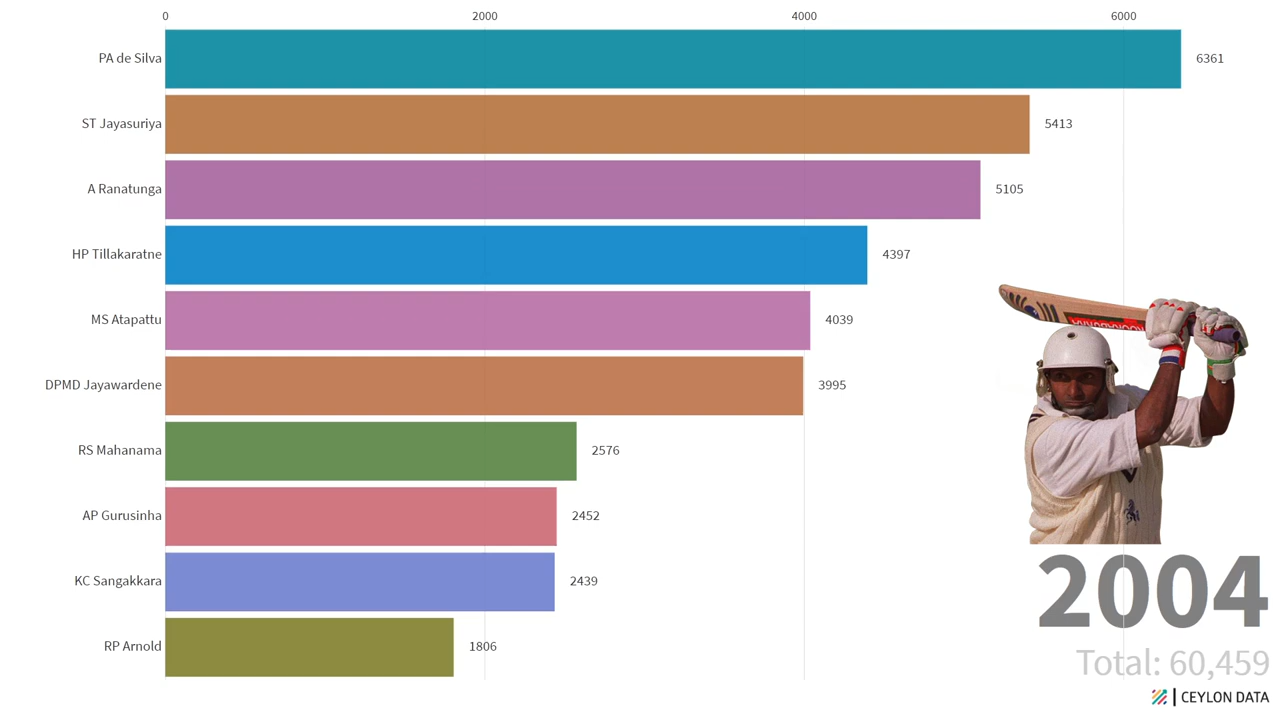 0 2000 4000 6000
PA de Silva 6361
ST Jayasuriya 5413
A Ranatunga 5105
HP Tillakaratne 4397
MS Atapattu 4039
DPMD Jayawardene 3995
RS Mahanama 2576
AP Gurusinha 2452
KC Sangakkara 2439
RP Arnold 1806
2004
Total: 60,459
CEYLON DATA